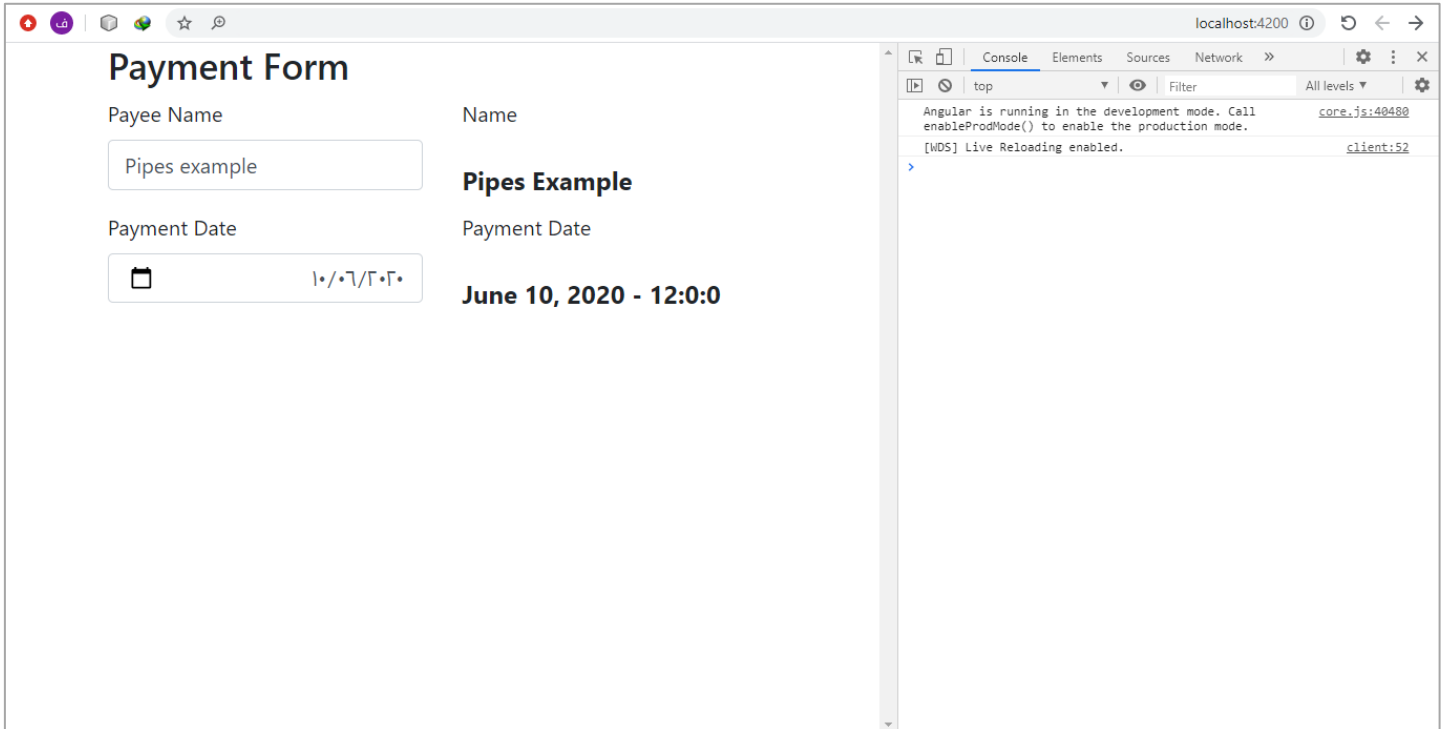 ف
localhost:4200
Payment Form
Payee Name
Name
Pipes example
Pipes Example
Payment Date
Payment Date
١٠/٠٦/٢٠٢٠
June 10, 2020 - 12:0:0
Console Elements Sources Network »
top
Filter
All levels ▼
Angular is running in the development mode. Call core.js:40480
enableProdMode() to enable the production mode.
[WDS] Live Reloading enabled. client:52
>